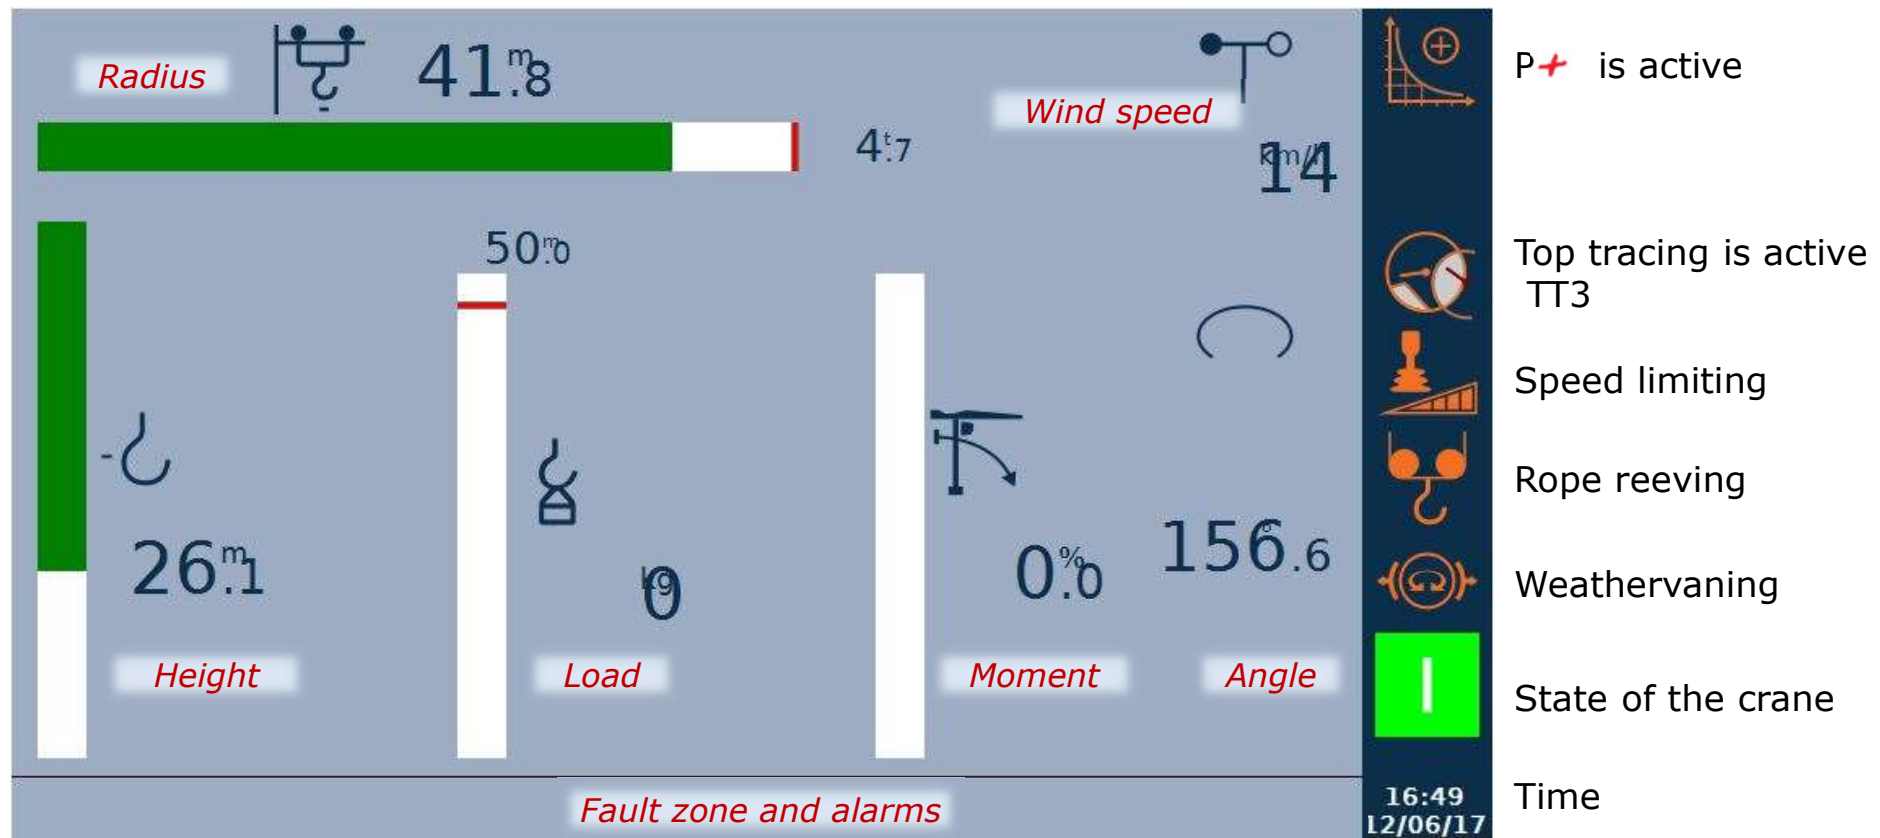 Radius
41.8 m
Wind speed
4.7 t
km/h
14
50.0 m
26.1 m
kg
0
0.0 %
156.6 °
Height
Load
Moment
Angle
Fault zone and alarms
16:49
12/06/17
P+ is active
Top tracing is active
TT3
Speed limiting
Rope reeving
Weathervaning
State of the crane
Time